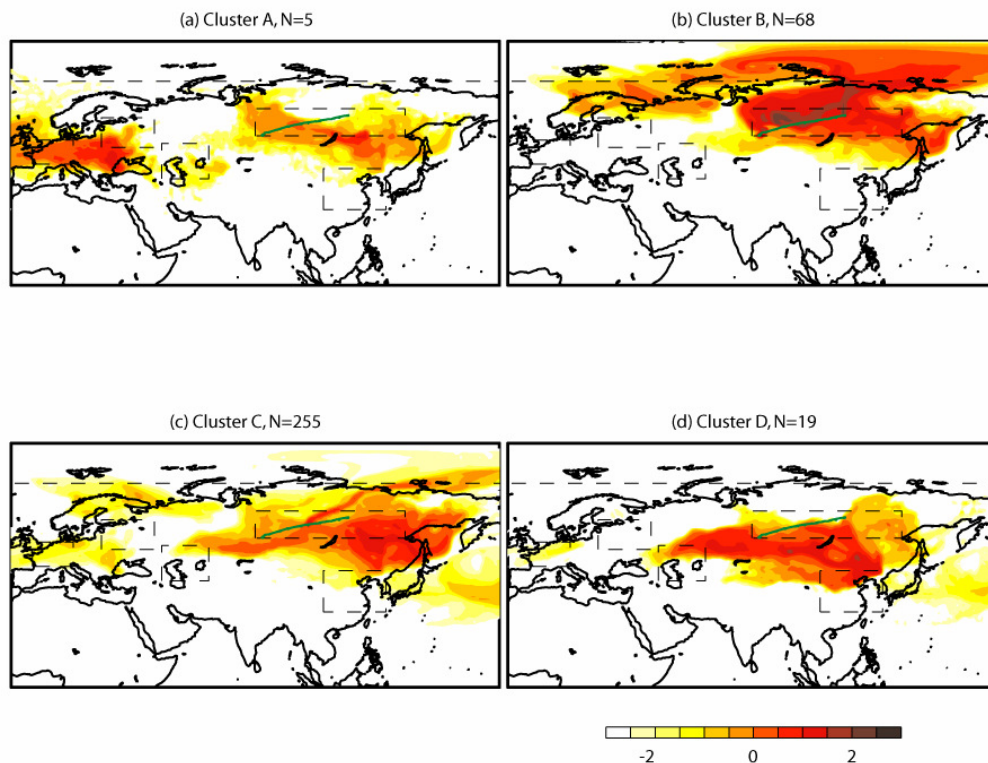 (a) Cluster A, N=5
(b) Cluster B, N=68
(c) Cluster C, N=255
(d) Cluster D, N=19
-2 0 2